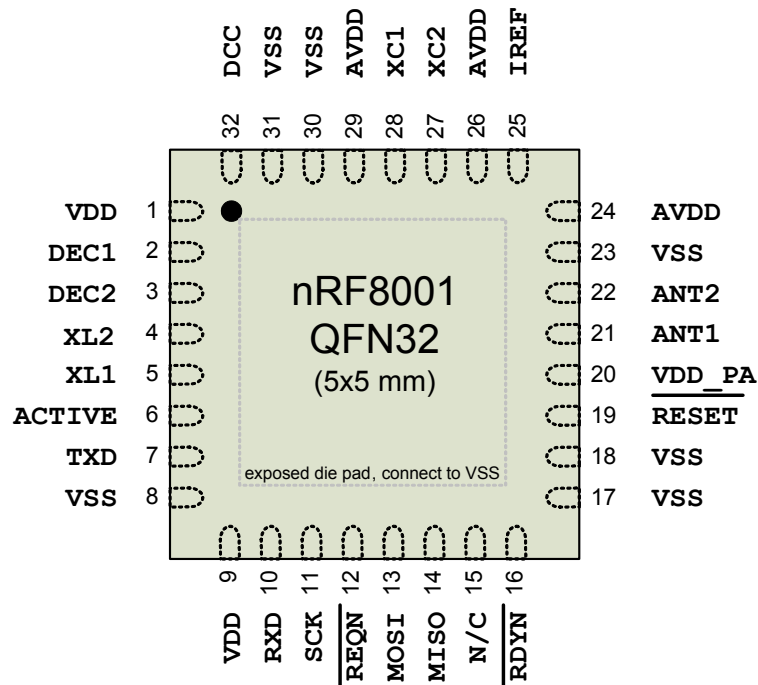 DCC VSS VSS AVDD XC1 XC2 AVDD IREF
32 31 30 29 28 27 26 25
VDD 1
DEC1 2
DEC2 3
XL2 4
XL1 5
ACTIVE 6
TXD 7
VSS 8
nRF8001
QFN32
(5x5 mm)
exposed die pad, connect to VSS
24 AVDD
23 VSS
22 ANT2
21 ANT1
20 VDD_PA
19 RESET
18 VSS
17 VSS
9 10 11 12 13 14 15 16
VDD RXD SCK REQN MOSI MISO N/C RDYN